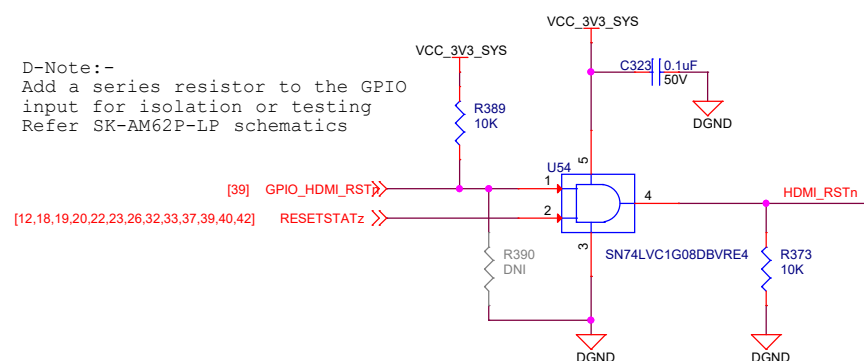 D-Note:-
Add a series resistor to the GPIO
input for isolation or testing
Refer SK-AM62P-LP schematics
VCC_3V3_SYS
VCC_3V3_SYS
C323
0.1uF
50V
DGND
R389
10K
U54
5
1
2
4
3
[39]
GPIO_HDMI_RSTn
[12,18,19,20,22,23,26,32,33,37,39,40,42]
RESETSTATz
HDMI_RSTn
R390
DNI
SN74LVC1G08DBVRE4
R373
10K
DGND
DGND